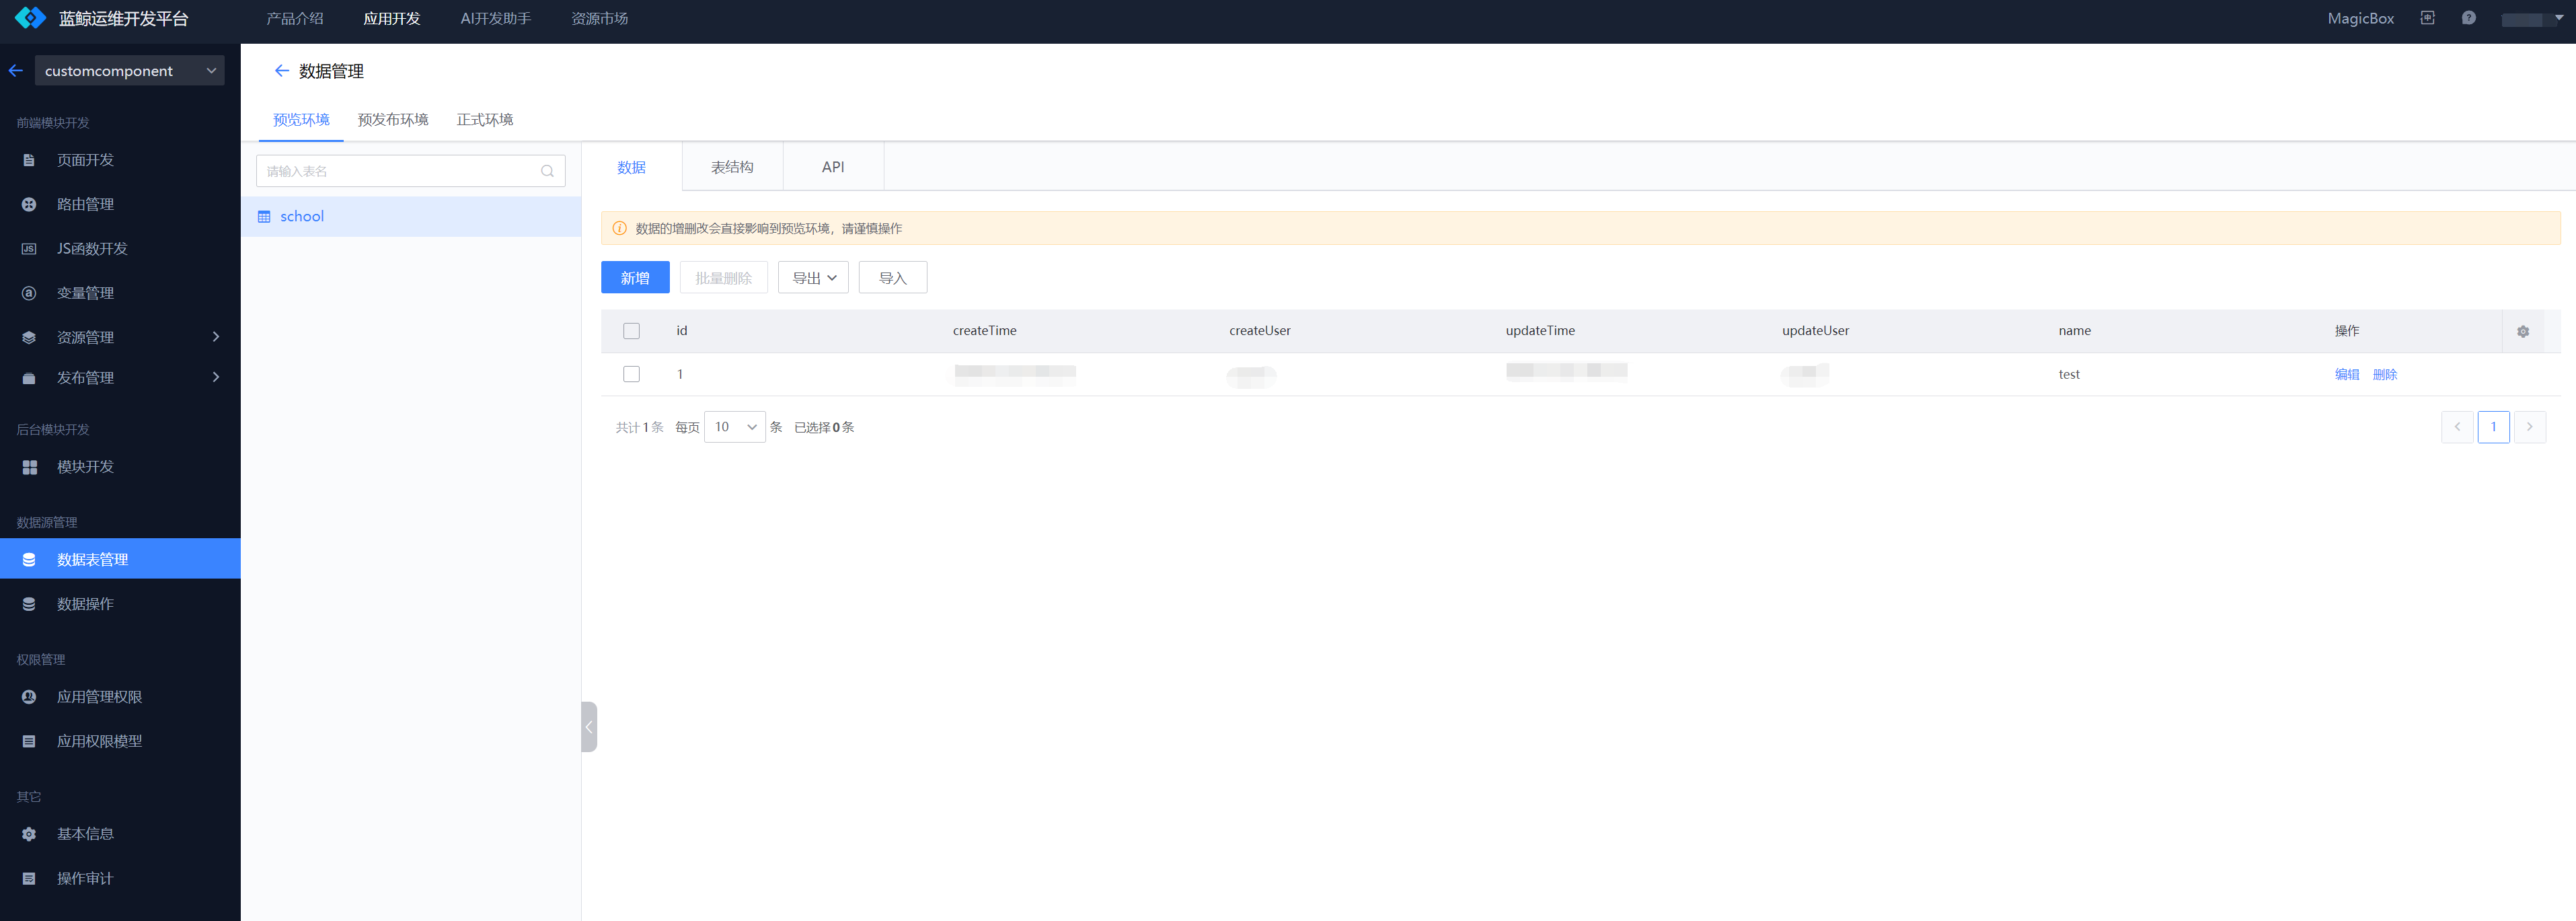 蓝鲸运维开发平台 产品介绍 应用开发 AI开发助手 资源市场 MagicBox
customcomponent
前端模块开发
页面开发
路由管理
JS函数开发
变量管理
资源管理
发布管理
后台模块开发
模块开发
数据源管理
数据表管理
数据操作
权限管理
应用管理权限
应用权限模型
其它
基本信息
操作审计
数据管理
预览环境 预发布环境 正式环境
请输入表名
school
数据 表结构 API
数据的增删改会直接影响到预览环境，请谨慎操作
新增 批量删除 导出 导入
id createTime createUser updateTime updateUser name 操作
1 test 编辑 删除
共计1条 每页 10 条 已选择0条 1